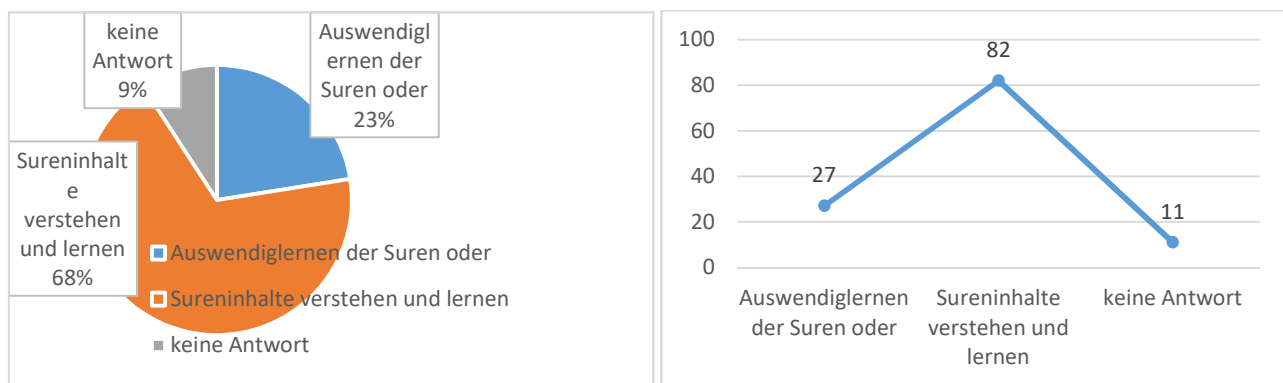 keine
Antwort
9%
Auswendigl
ernen der
Suren oder
23%
Sureninhalt
e
verstehen
und lernen
68%
Auswendiglernen der Suren oder
Sureninhalte verstehen und lernen
keine Antwort
100
80
60
40
20
0
27
82
11
Auswendiglernen
der Suren oder
Sureninhalte
verstehen und
lernen
keine Antwort